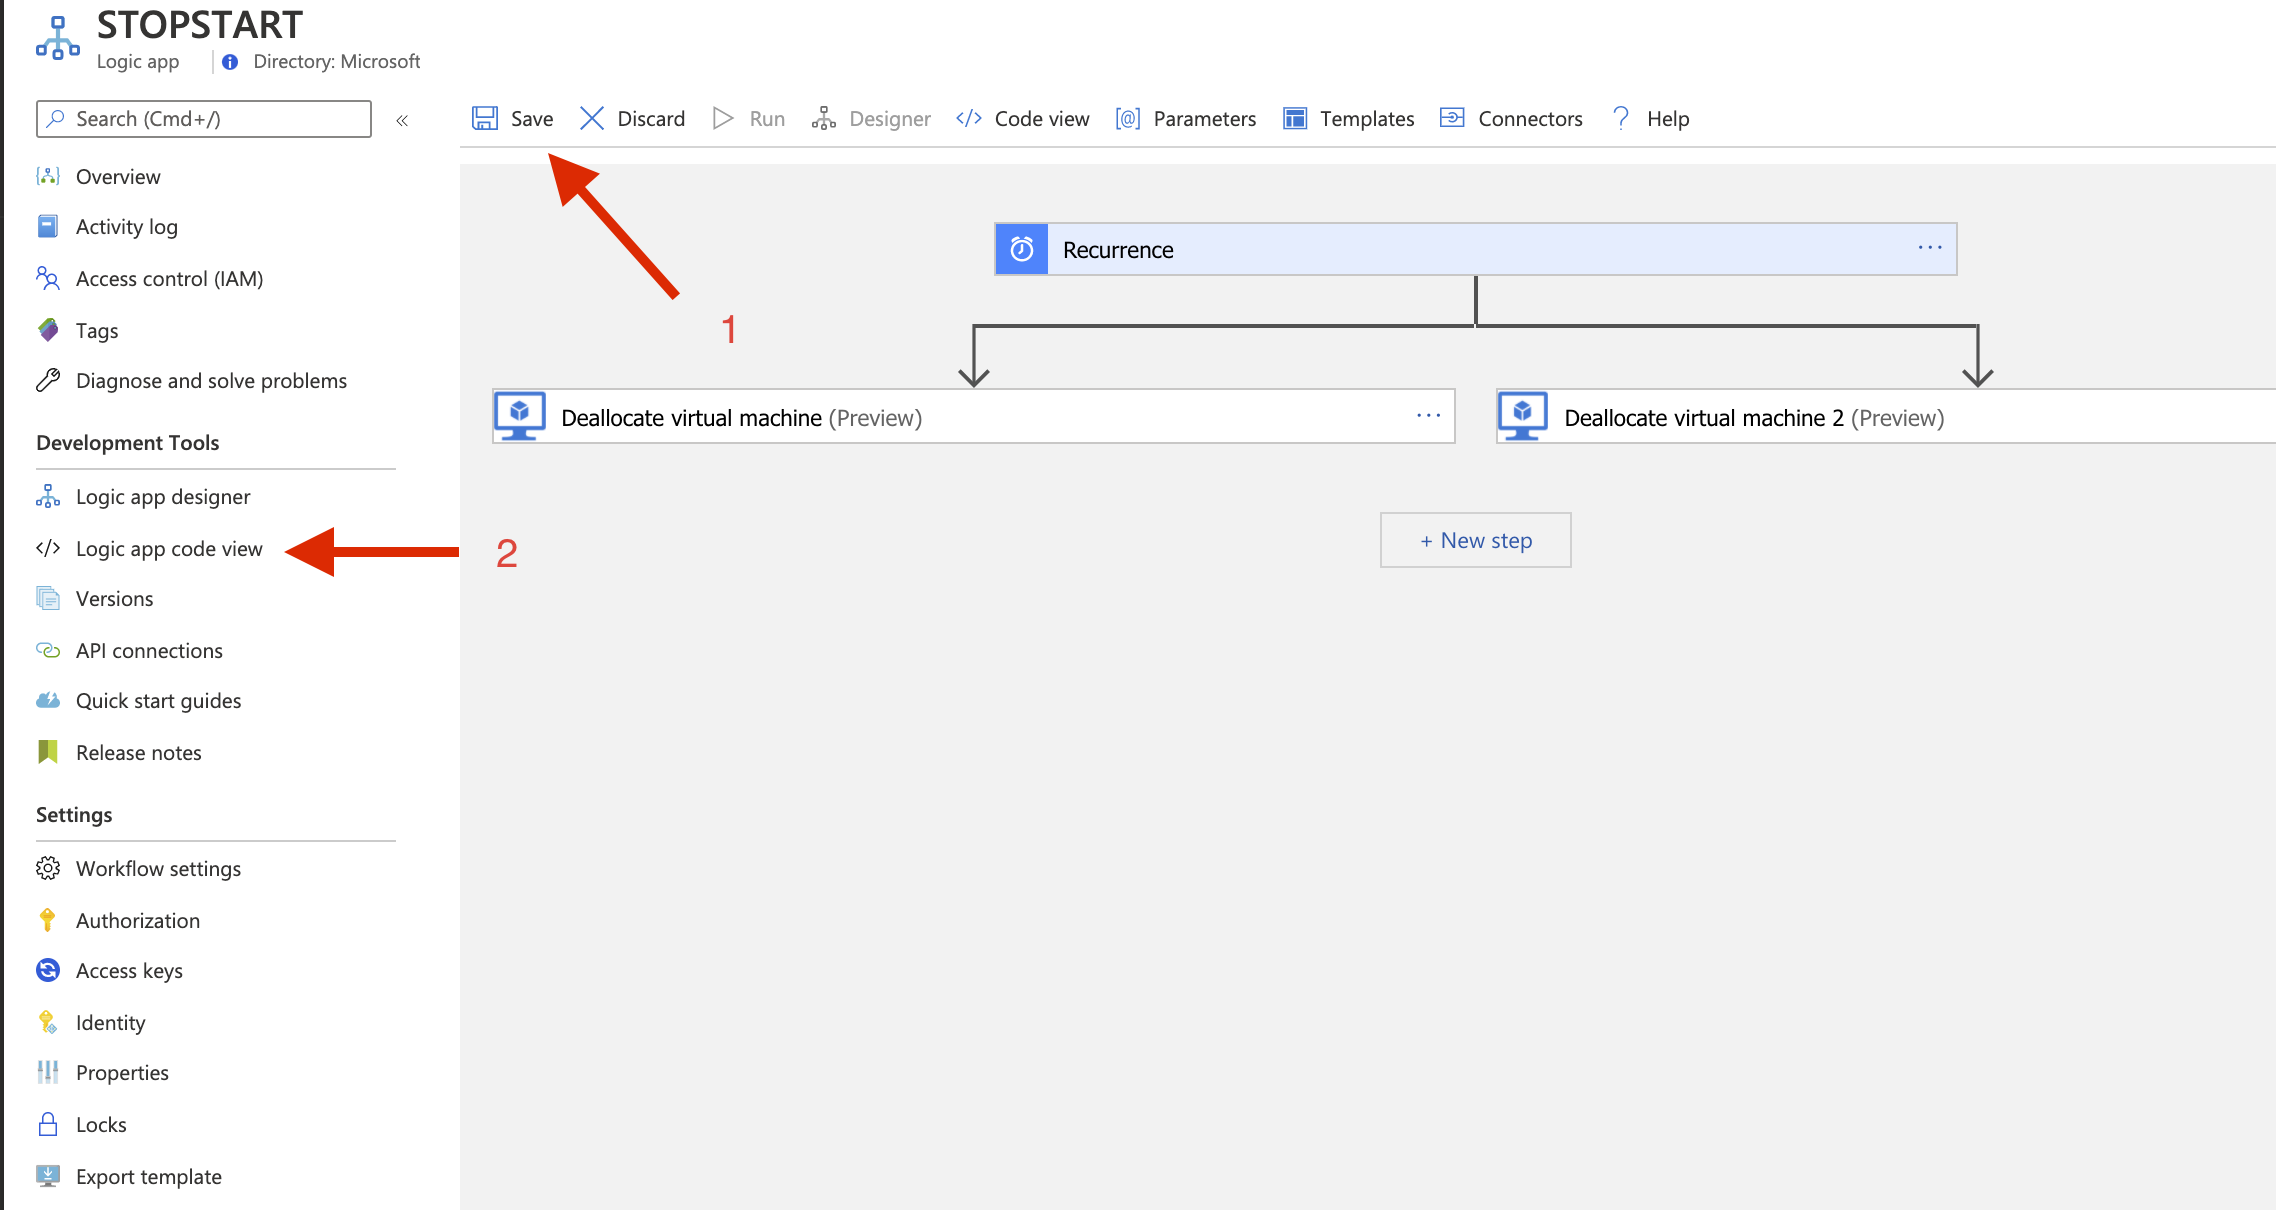 STOPSTART
Logic app
Directory: Microsoft
Search (Cmd+/)
«
Save
Discard
Run
Designer
Code view
Parameters
Templates
Connectors
Help
Overview
Activity log
Access control (IAM)
Tags
Diagnose and solve problems
Development Tools
Logic app designer
Logic app code view
Versions
API connections
Quick start guides
Release notes
Settings
Workflow settings
Authorization
Access keys
Identity
Properties
Locks
Export template
Recurrence
1
Deallocate virtual machine (Preview)
Deallocate virtual machine 2 (Preview)
+ New step
2